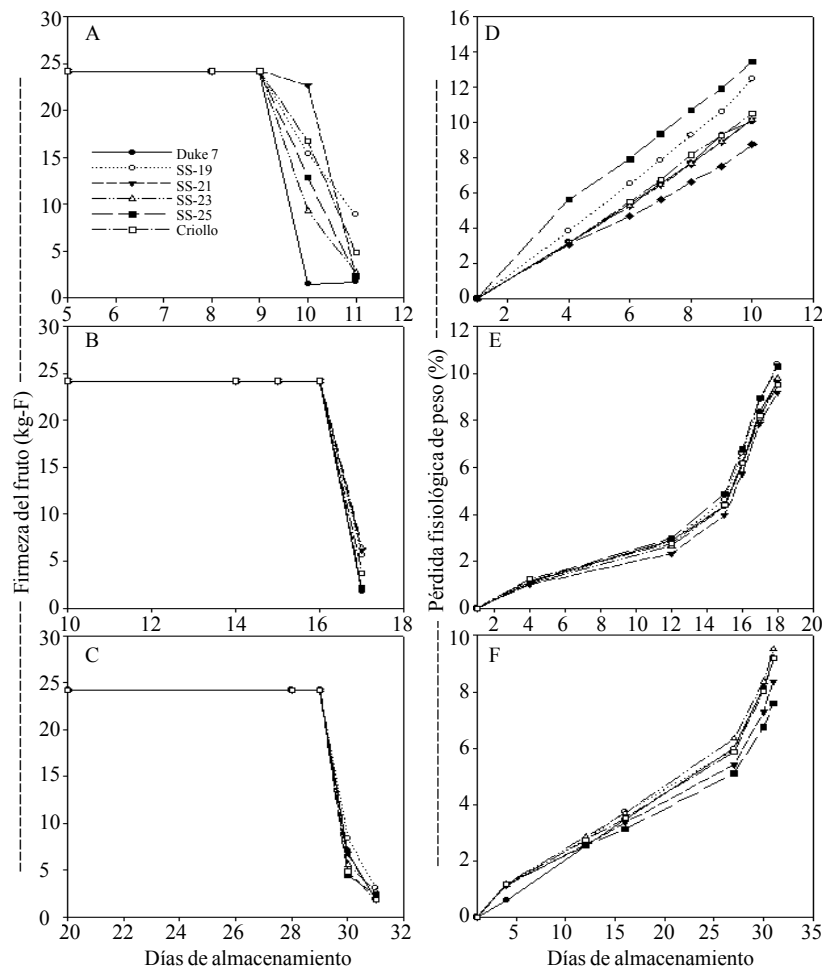 A
30
25
20
15
10
5
0
Duke 7
SS-19
SS-21
SS-23
SS-25
Criollo
5 6 7 8 9 10 11 12
B
30
25
20
15
10
5
0
10 12 14 16 18
C
30
25
20
15
10
5
0
20 22 24 26 28 30 32
Días de almacenamiento
Firmeza del fruto (kg-F)
D
16
14
12
10
8
6
4
2
0
2 4 6 8 10 12
E
12
10
8
6
4
2
0
2 4 6 8 10 12 14 16 18 20
F
10
8
6
4
2
0
5 10 15 20 25 30 35
Días de almacenamiento
Pérdida fisiológica de peso (%)